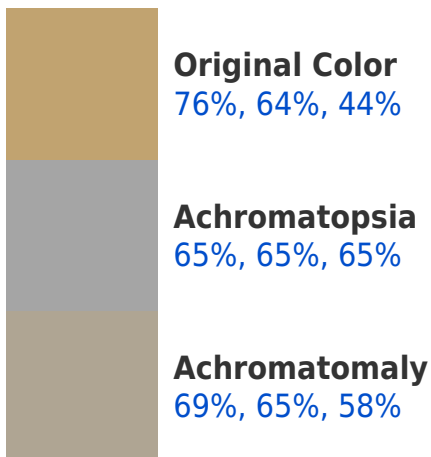 Original Color
76%, 64%, 44%
Achromatopsia
65%, 65%, 65%
Achromatomaly
69%, 65%, 58%